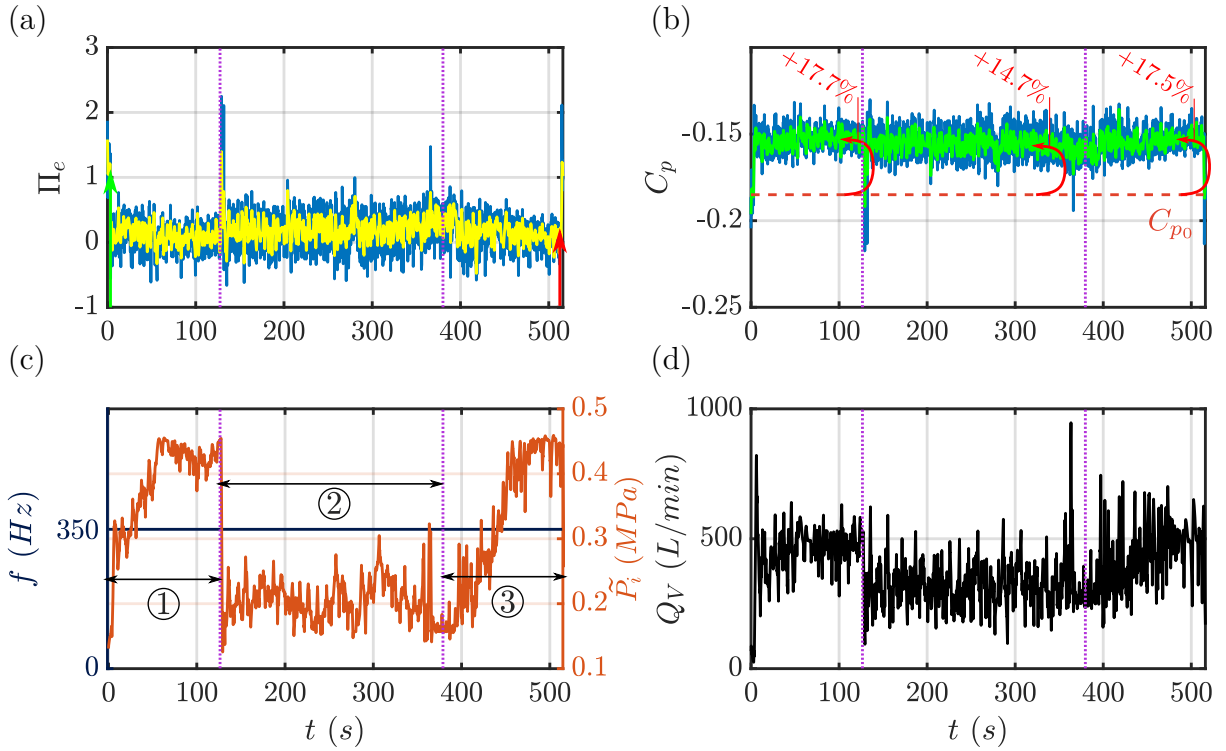 (a)
3
2
1
0
-1
Π_e
0 100 200 300 400 500
(b)
-0.15
-0.2
-0.25
C_p
+17.7%
+14.7%
+17.5%
C_{p0}
0 100 200 300 400 500
(c)
350
0
f (Hz)
① ② ③
0.5
0.4
0.3
0.2
0.1
P̃_i (MPa)
0 100 200 300 400 500
t (s)
(d)
1000
500
0
Q_V (L/min)
0 100 200 300 400 500
t (s)